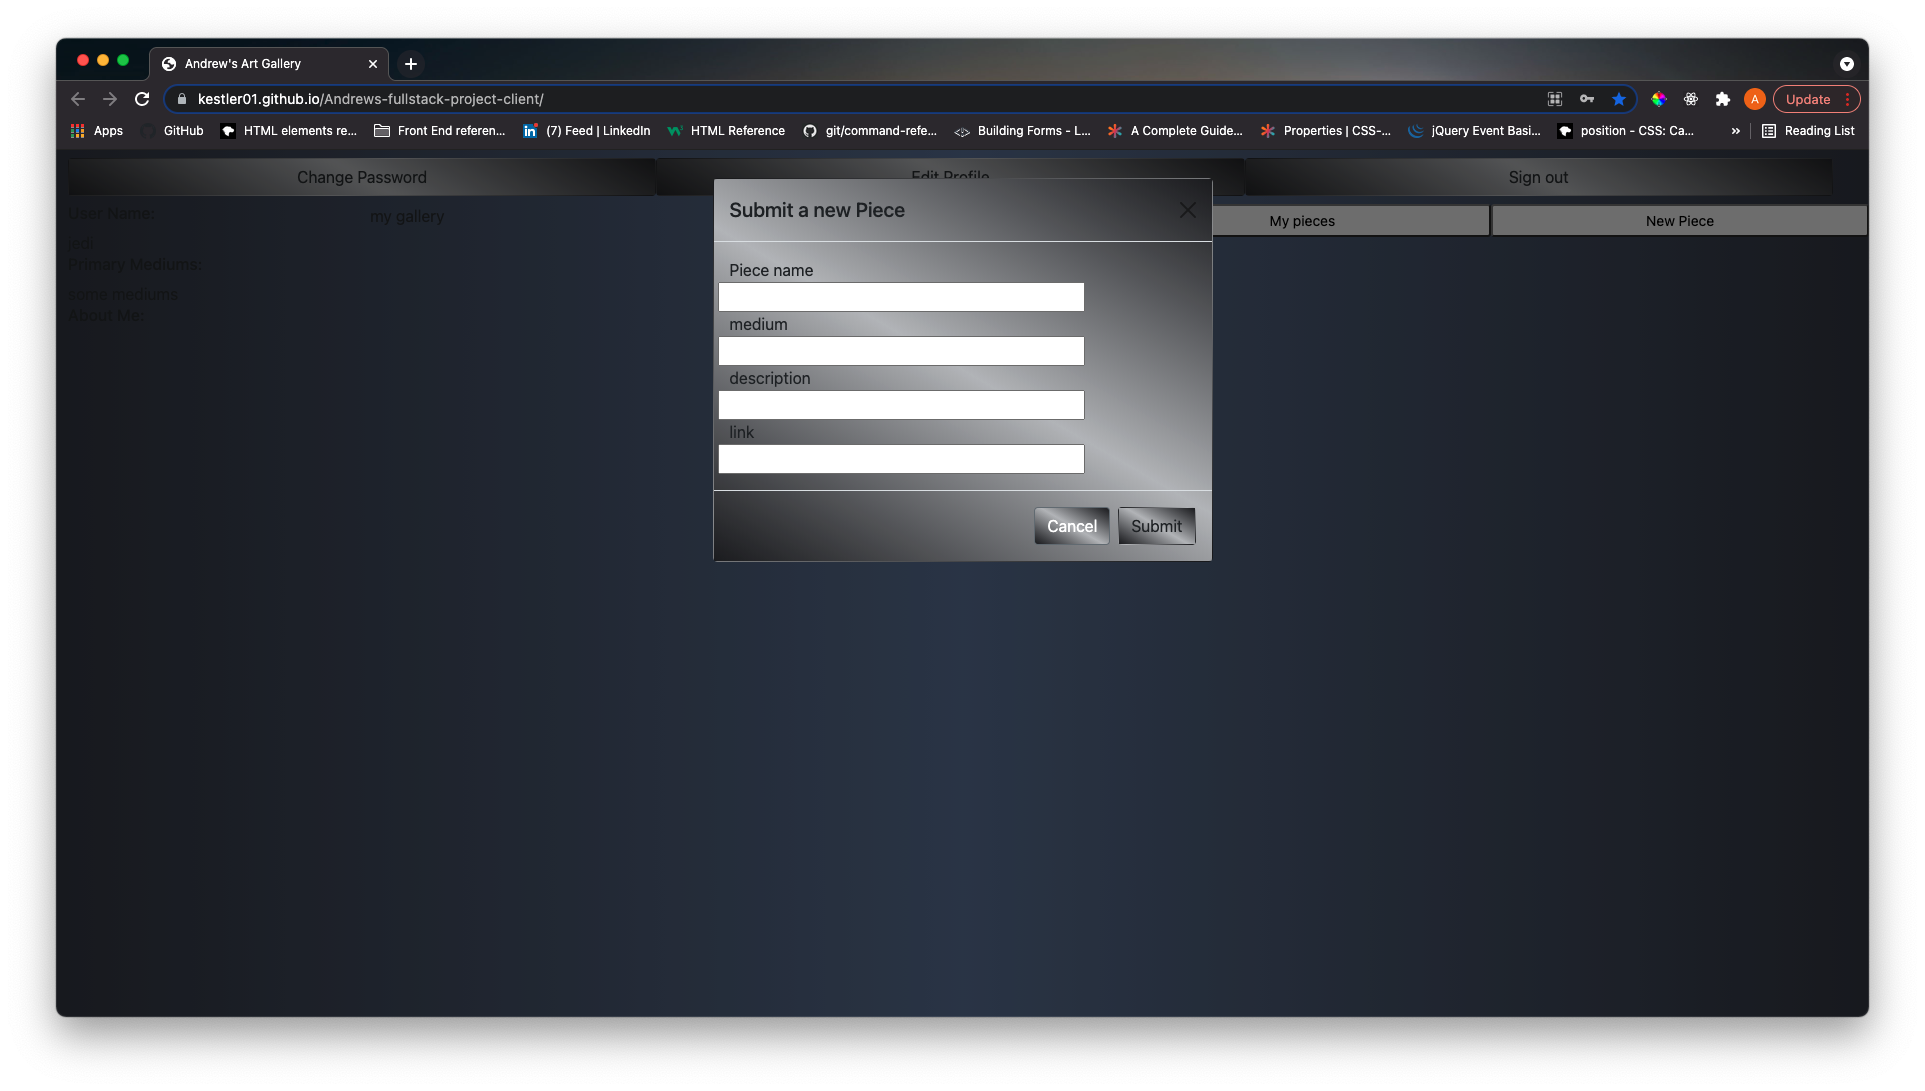 Andrew's Art Gallery
kestler01.github.io/Andrews-fullstack-project-client/
A
Update
Apps
GitHub
HTML elements re...
Front End referen...
(7) Feed | LinkedIn
HTML Reference
git/command-refe...
Building Forms - L...
A Complete Guide...
Properties | CSS-...
jQuery Event Basi...
position - CSS: Ca...
»
Reading List
Change Password
Edit Profile
Sign out
User Name:
my gallery
My pieces
New Piece
jedi
Primary Mediums:
some mediums
About Me:
Submit a new Piece
Piece name
medium
description
link
Cancel
Submit